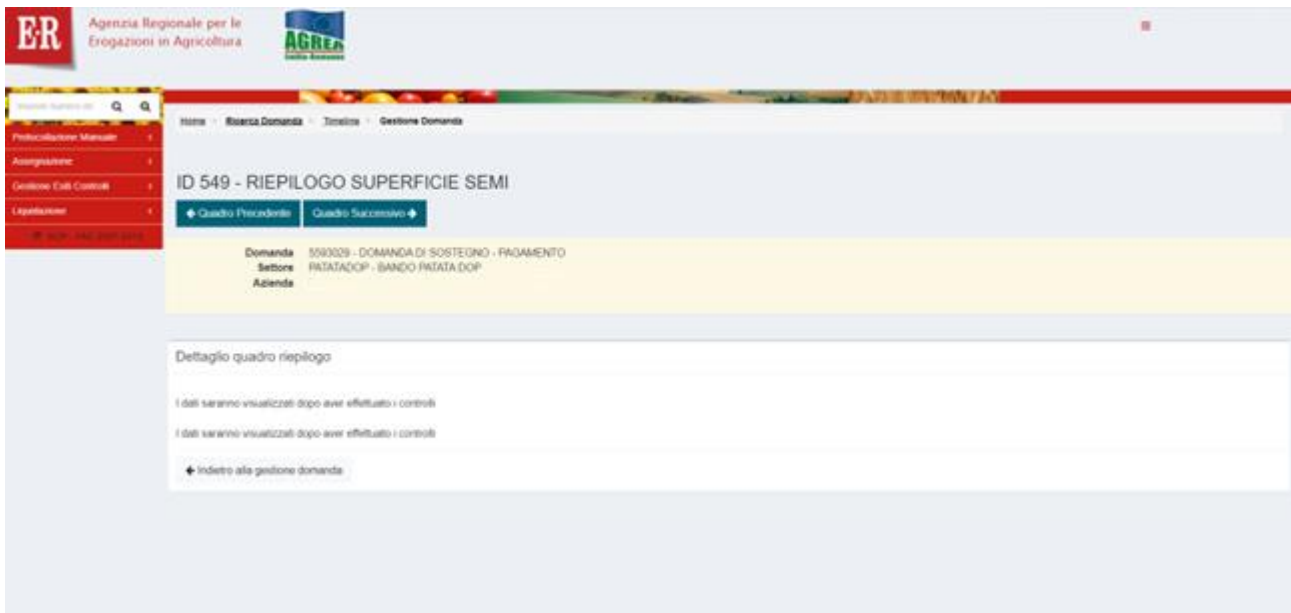 E-R
Agenzia Regionale per le
Erogazioni in Agricoltura
AGREA
Emilia-Romagna
Home - Ricerca Domanda - Timeline - Gestione Domanda
Protocollazione Manuale
Assegnazione
Gestione Esiti Controlli
Liquidazione
ID 549 - RIEPILOGO SUPERFICIE SEMI
Quadro Precedente Quadro Successivo
Domanda 5593029 - DOMANDA DI SOSTEGNO - PAGAMENTO
Settore PATATADOP - BANDO PATATA DOP
Azienda
Dettaglio quadro riepilogo
I dati saranno visualizzati dopo aver effettuato i controlli
I dati saranno visualizzati dopo aver effettuato i controlli
Indietro alla gestione domanda